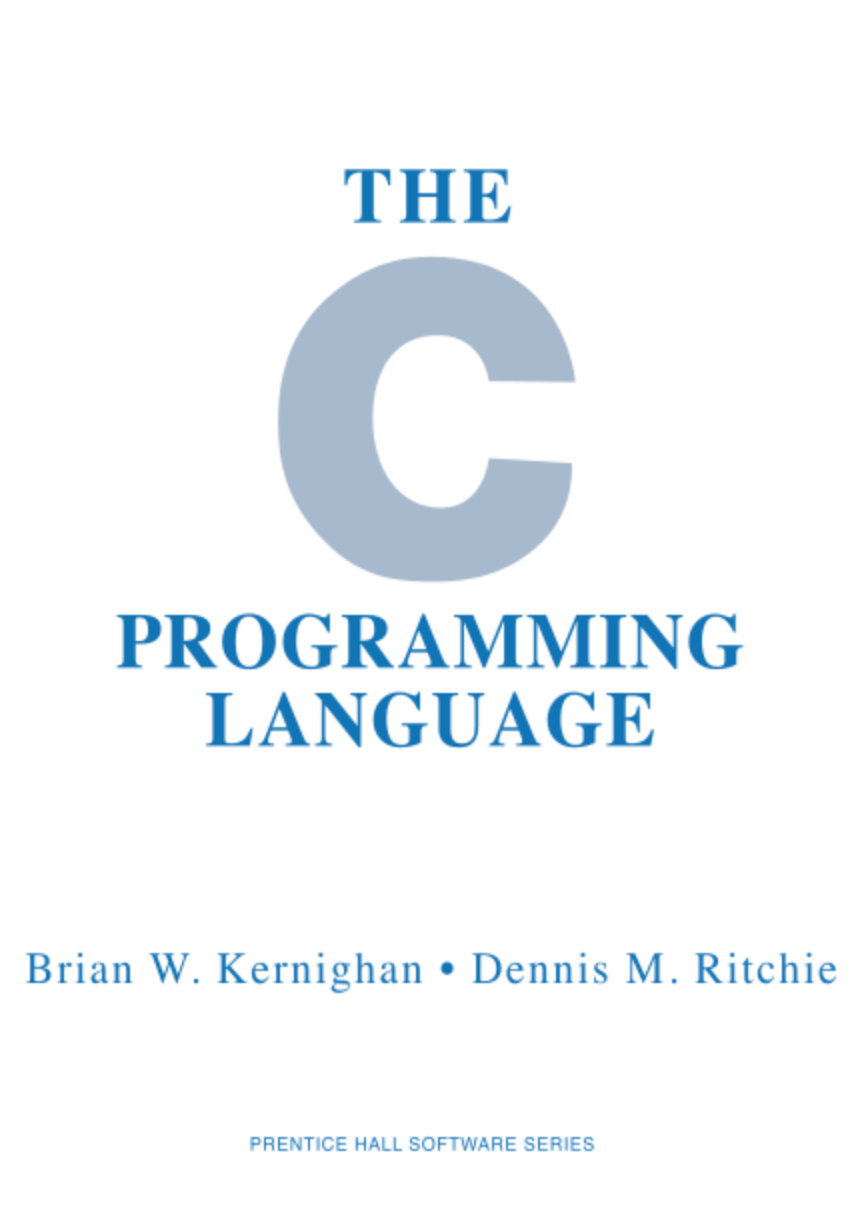 THE
C
PROGRAMMING
LANGUAGE
Brian W. Kernighan • Dennis M. Ritchie
PRENTICE HALL SOFTWARE SERIES